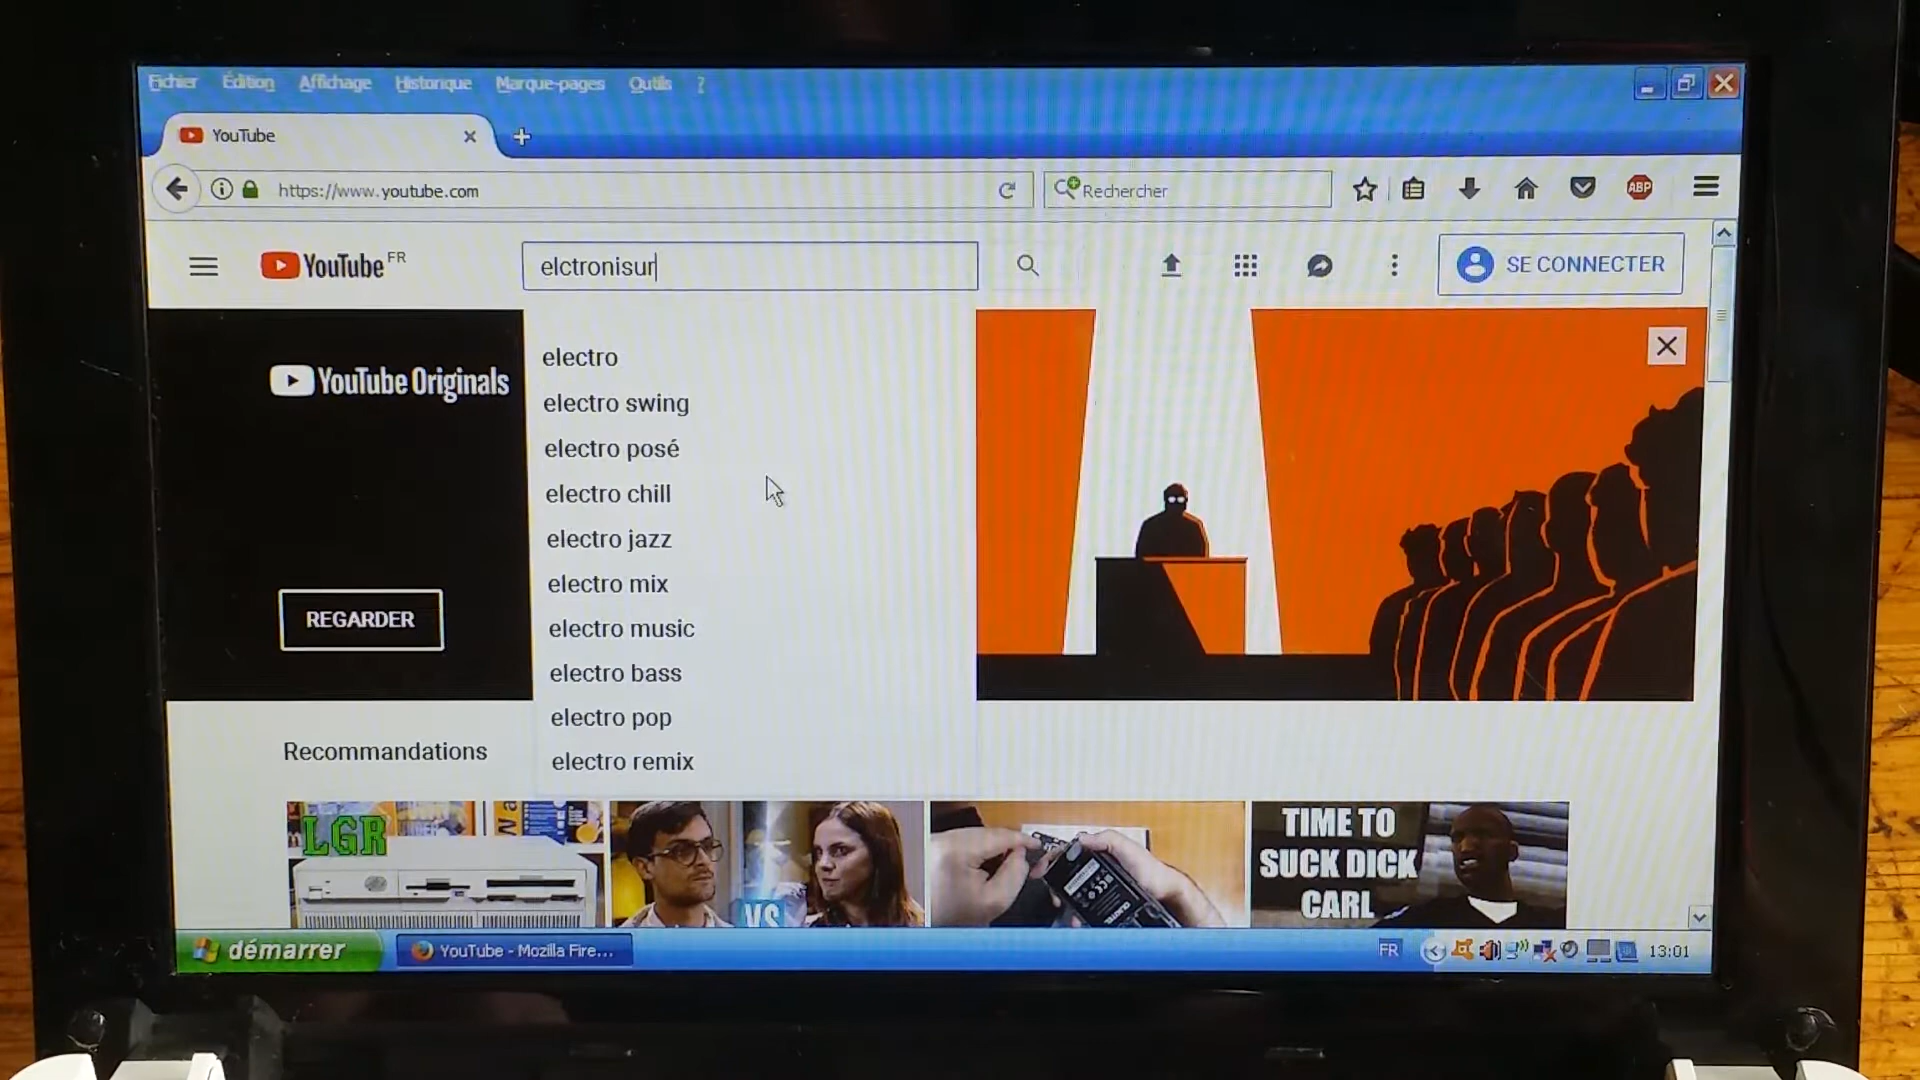 Fichier Édition Affichage Historique Marque-pages Outils ?
YouTube
https://www.youtube.com
Rechercher
ABP
YouTube FR
elctronisur
SE CONNECTER
YouTube Originals
electro
electro swing
electro posé
electro chill
electro jazz
electro mix
electro music
electro bass
electro pop
electro remix
REGARDER
Recommandations
LGR
VS
TIME TO
SUCK DICK
CARL
démarrer
YouTube - Mozilla Fire...
FR
13:01